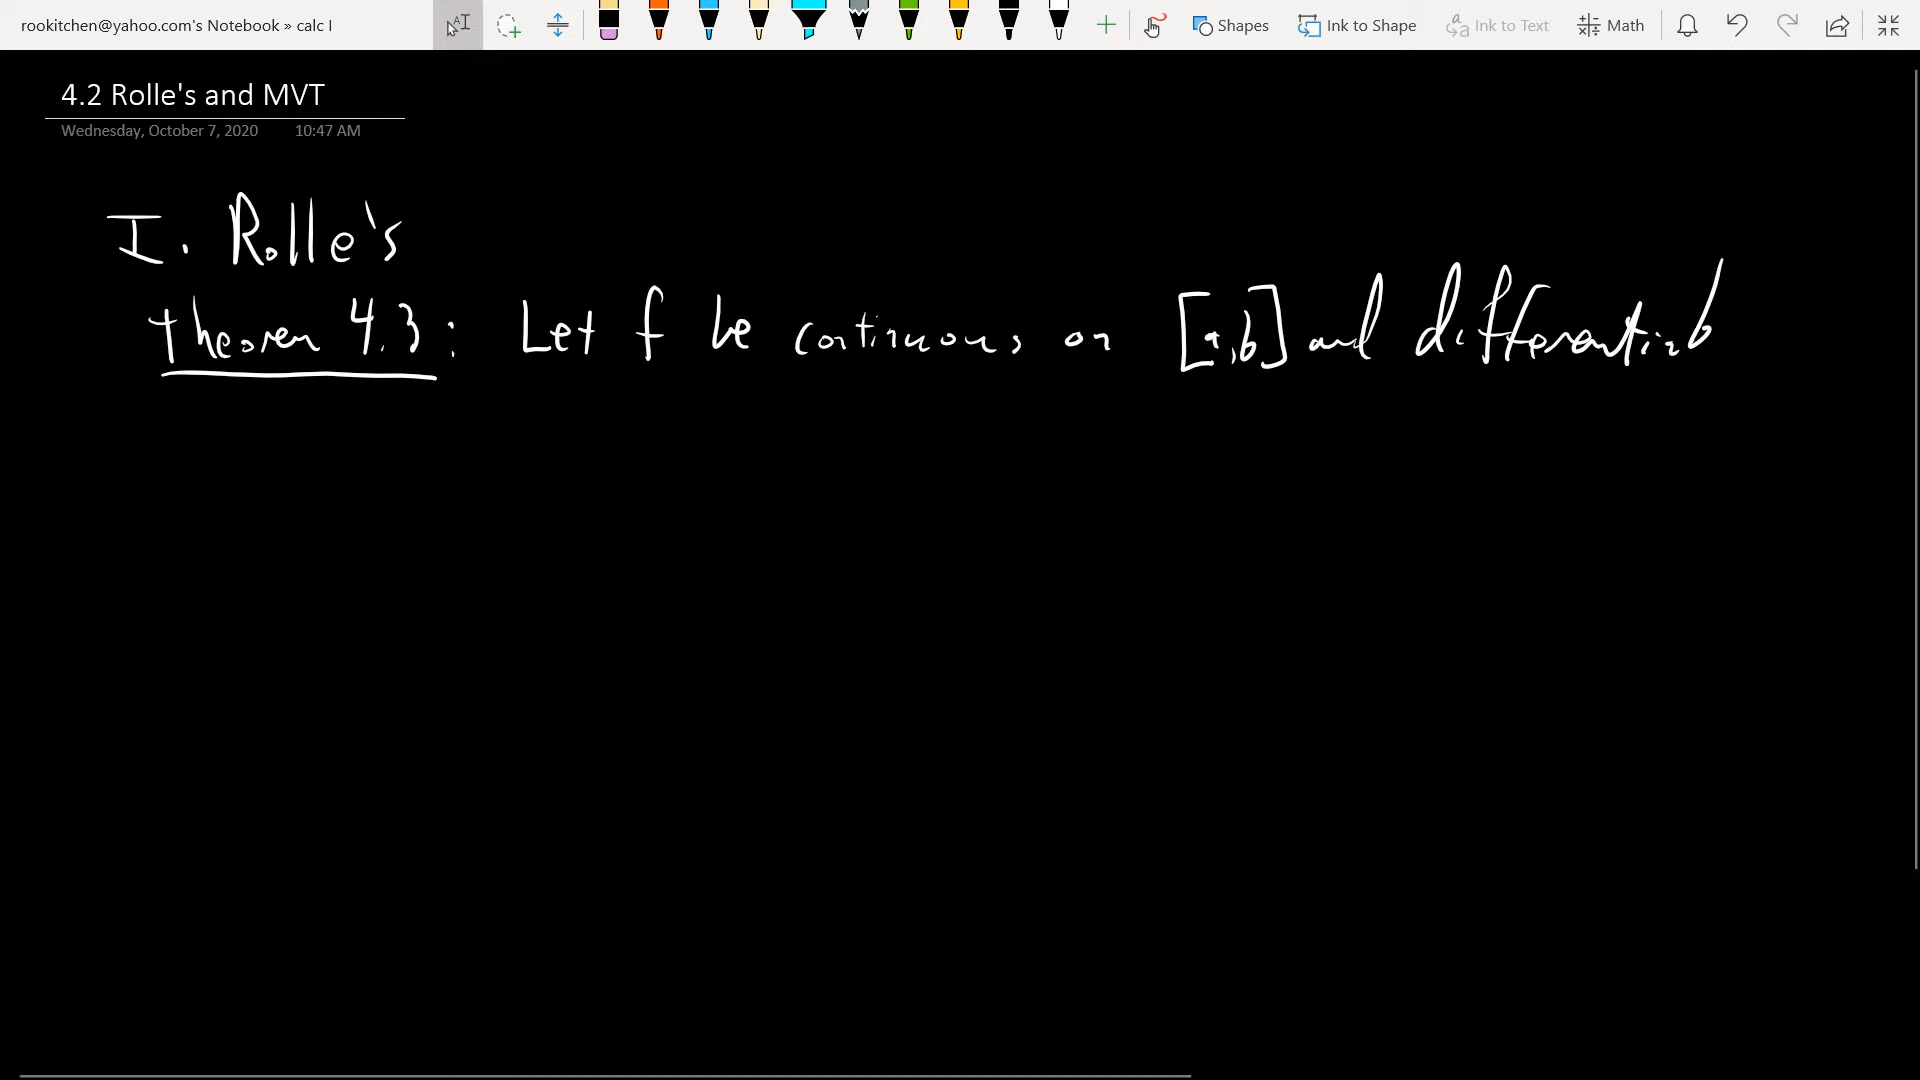 rookitchen@yahoo.com's Notebook » calc I
Shapes
Ink to Shape
Ink to Text
Math
4.2 Rolle's and MVT
Wednesday, October 7, 2020 10:47 AM
I. Rolle's
theorem 4.3: Let f be continuous on [a,b] and differentiab